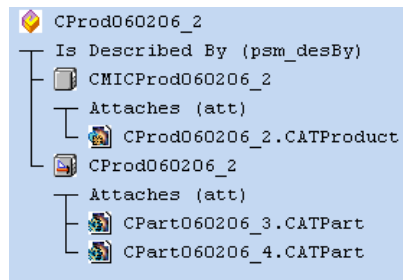 CProd060206_2
Is Described By (psm_desBy)
CMICProd060206_2
Attaches (att)
CProd060206_2.CATProduct
CProd060206_2
Attaches (att)
CPart060206_3.CATPart
CPart060206_4.CATPart